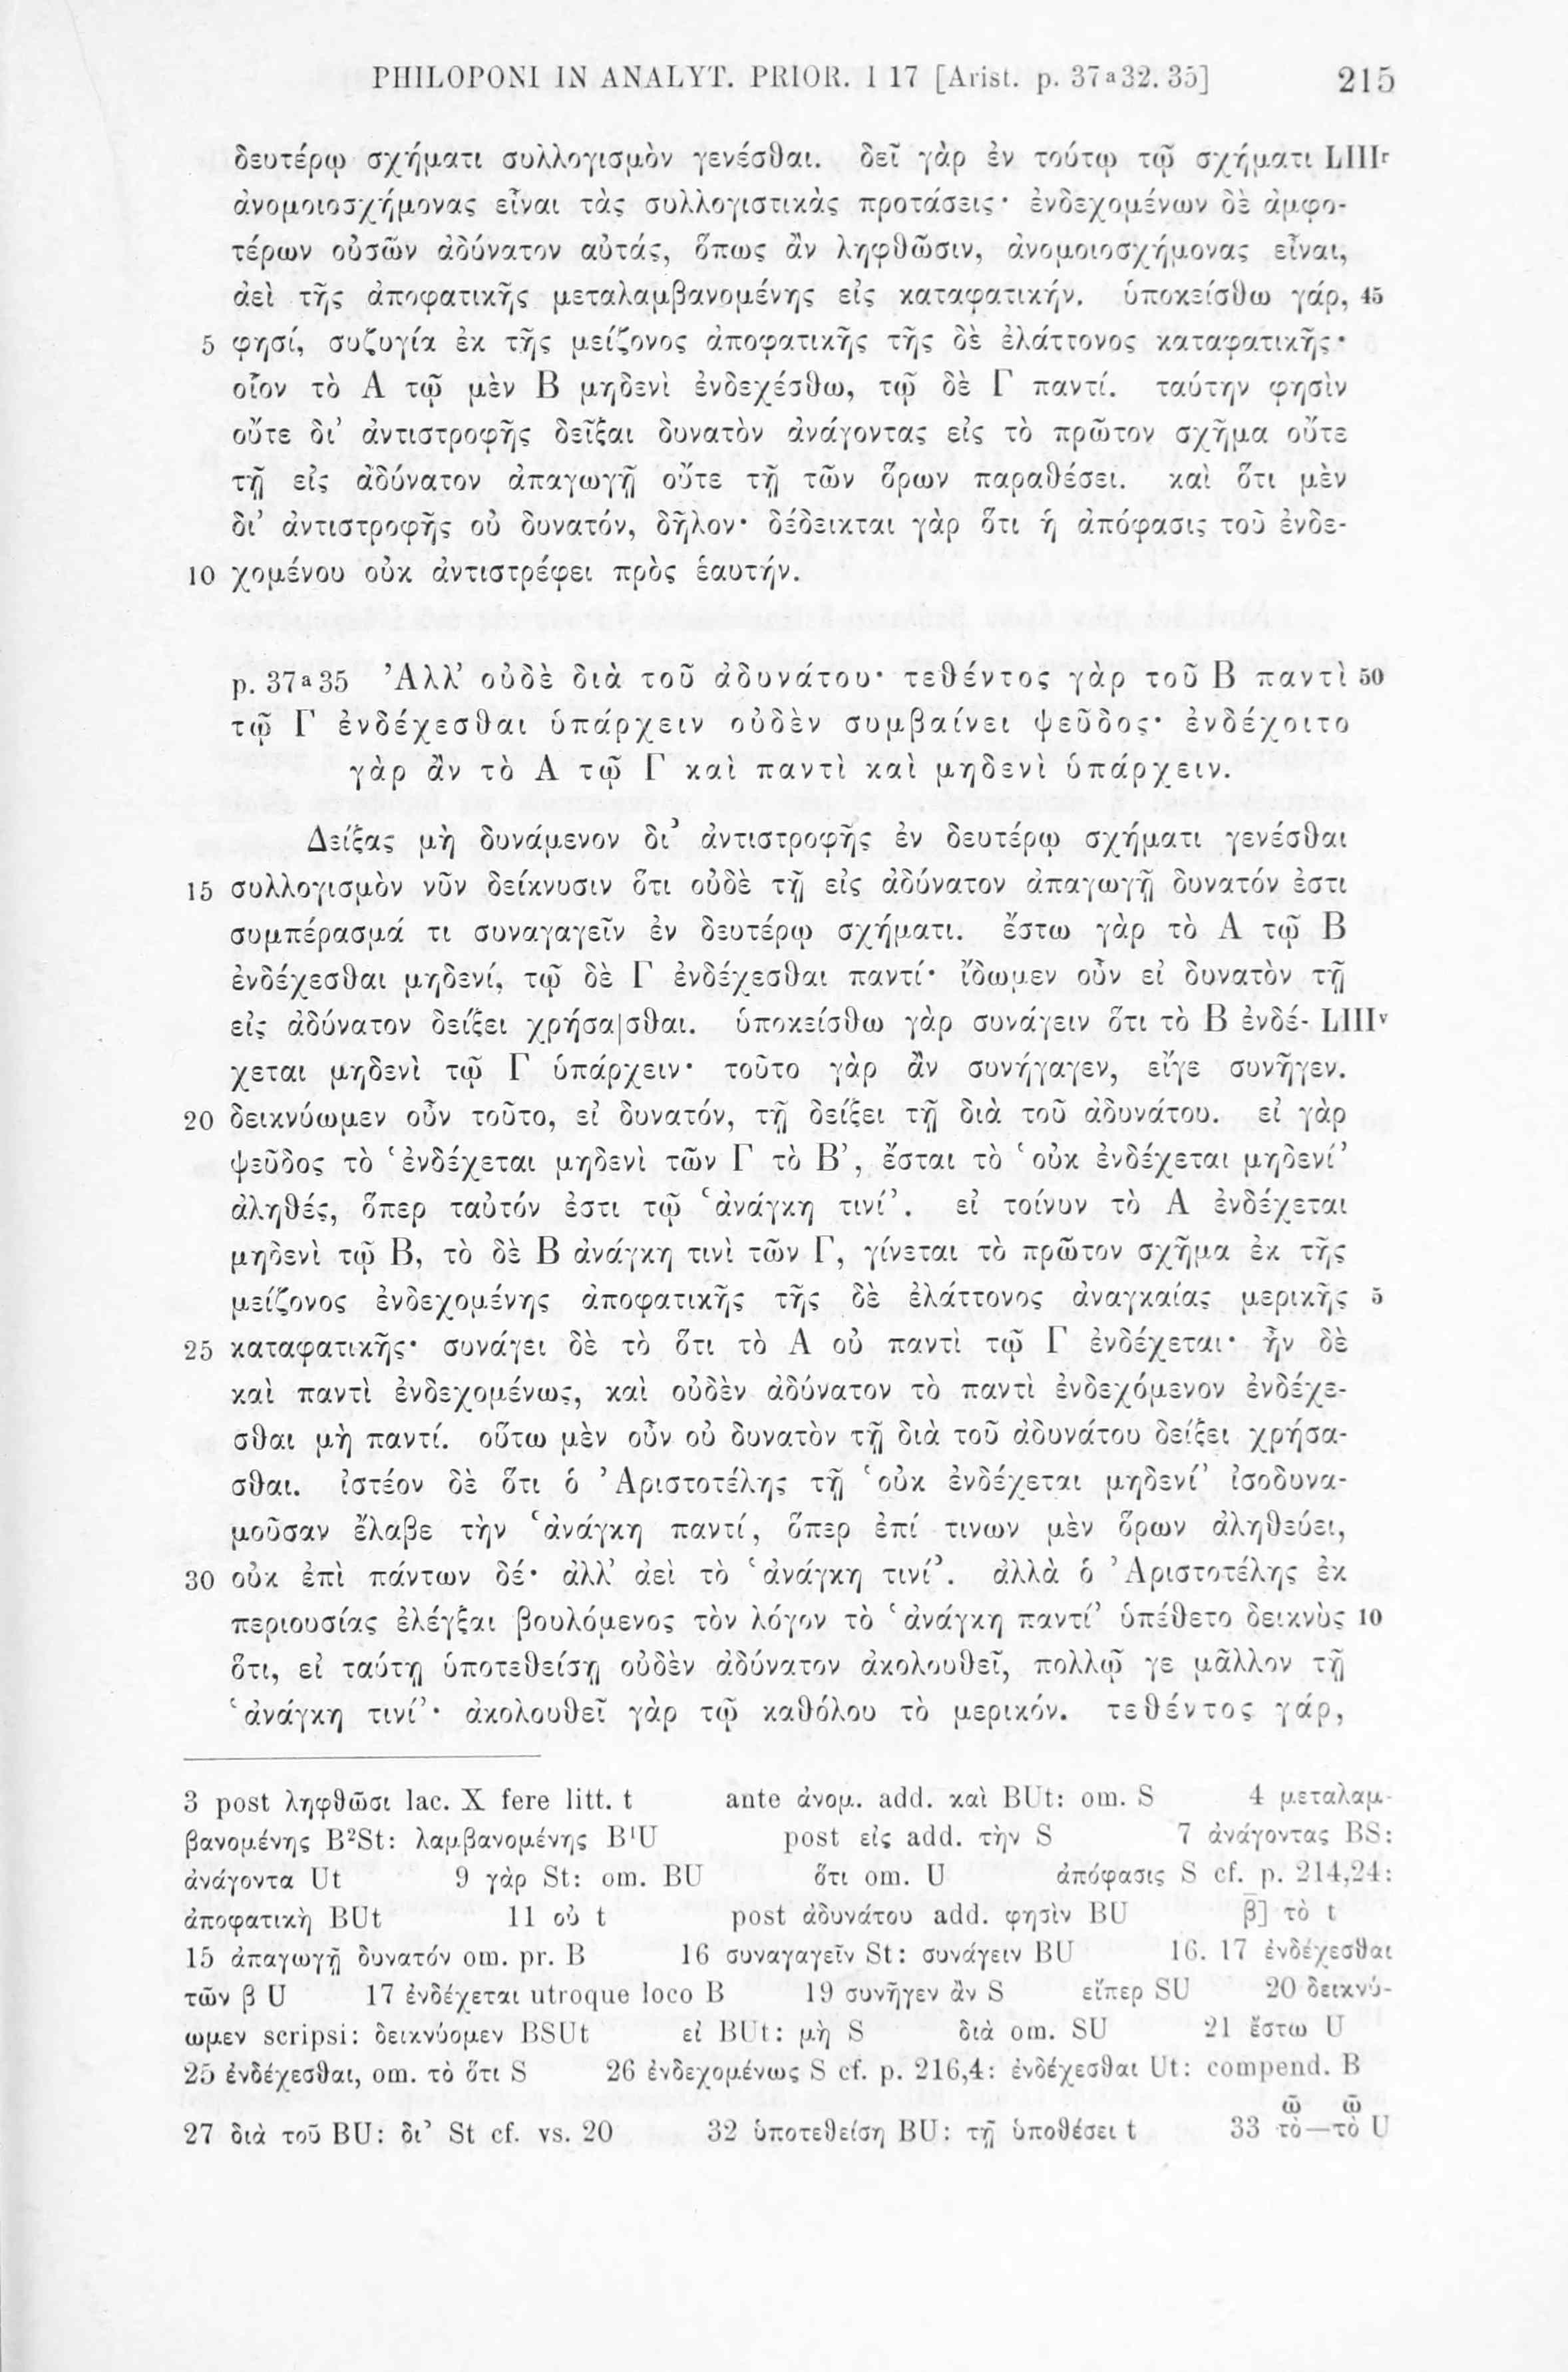 PHILOPONI IN ANALYT. PRIOR. I 17 [Arist. p. 37ᵃ32. 35] 215
δευτέρῳ σχήματι συλλογισμὸν γενέσθαι. δεῖ γὰρ ἐν τούτῳ τῷ σχήματι LIIIʳ
ἀνομοιοσχήμονας εἶναι τὰς συλλογιστικὰς προτάσεις· ἐνδεχομένων δὲ ἀμφο-
τέρων οὐσῶν ἀδύνατον αὐτάς, ὅπως ἂν ληφθῶσιν, ἀνομοιοσχήμονας εἶναι,
ἀεὶ τῆς ἀποφατικῆς μεταλαμβανομένης εἰς καταφατικήν. ὑποκείσθω γάρ, 45
5 φησί, συζυγία ἐκ τῆς μείζονος ἀποφατικῆς τῆς δὲ ἐλάττονος καταφατικῆς·
οἷον τὸ Α τῷ μὲν Β μηδενὶ ἐνδεχέσθω, τῷ δὲ Γ παντί. ταύτην φησὶν
οὔτε δι’ ἀντιστροφῆς δεῖξαι δυνατὸν ἀνάγοντας εἰς τὸ πρῶτον σχῆμα οὔτε
τῇ εἰς ἀδύνατον ἀπαγωγῇ οὔτε τῇ τῶν ὅρων παραθέσει. καὶ ὅτι μὲν
δι’ ἀντιστροφῆς οὐ δυνατόν, δῆλον· δέδεικται γὰρ ὅτι ἡ ἀπόφασις τοῦ ἐνδε-
10 χομένου οὐκ ἀντιστρέφει πρὸς ἑαυτήν.
p. 37ᵃ35 Ἀλλ’ οὐδὲ διὰ τοῦ ἀδυνάτου· τεθέντος γὰρ τοῦ Β παντὶ 50
τῷ Γ ἐνδέχεσθαι ὑπάρχειν οὐδὲν συμβαίνει ψεῦδος· ἐνδέχοιτο
γὰρ ἂν τὸ Α τῷ Γ καὶ παντὶ καὶ μηδενὶ ὑπάρχειν.
Δείξας μὴ δυνάμενον δι’ ἀντιστροφῆς ἐν δευτέρῳ σχήματι γενέσθαι
15 συλλογισμὸν νῦν δείκνυσιν ὅτι οὐδὲ τῇ εἰς ἀδύνατον ἀπαγωγῇ δυνατόν ἐστι
συμπέρασμά τι συναγαγεῖν ἐν δευτέρῳ σχήματι. ἔστω γὰρ τὸ Α τῷ Β
ἐνδέχεσθαι μηδενί, τῷ δὲ Γ ἐνδέχεσθαι παντί· ἴδωμεν οὖν εἰ δυνατὸν τῇ
εἰς ἀδύνατον δείξει χρήσα|σθαι. ὑποκείσθω γὰρ συνάγειν ὅτι τὸ Β ἐνδέ- LIIIᵛ
χεται μηδενὶ τῷ Γ ὑπάρχειν· τοῦτο γὰρ ἂν συνήγαγεν, εἴγε συνῆγεν.
20 δεικνύωμεν οὖν τοῦτο, εἰ δυνατόν, τῇ δείξει τῇ διὰ τοῦ ἀδυνάτου. εἰ γὰρ
ψεῦδος τὸ ‘ἐνδέχεται μηδενὶ τῶν Γ τὸ Β’, ἔσται τὸ ‘οὐκ ἐνδέχεται μηδενί’
ἀληθές, ὅπερ ταὐτόν ἐστι τῷ ‘ἀνάγκη τινί’. εἰ τοίνυν τὸ Α ἐνδέχεται
μηδενὶ τῷ Β, τὸ δὲ Β ἀνάγκη τινὶ τῶν Γ, γίνεται τὸ πρῶτον σχῆμα ἐκ τῆς
μείζονος ἐνδεχομένης ἀποφατικῆς τῆς δὲ ἐλάττονος ἀναγκαίας μερικῆς 5
25 καταφατικῆς· συνάγει δὲ τὸ ὅτι τὸ Α οὐ παντὶ τῷ Γ ἐνδέχεται· ἦν δὲ
καὶ παντὶ ἐνδεχομένως, καὶ οὐδὲν ἀδύνατον τὸ παντὶ ἐνδεχόμενον ἐνδέχε-
σθαι μὴ παντί. οὕτω μὲν οὖν οὐ δυνατὸν τῇ διὰ τοῦ ἀδυνάτου δείξει χρήσα-
σθαι. ἰστέον δὲ ὅτι ὁ Ἀριστοτέλης τῇ ‘οὐκ ἐνδέχεται μηδενί’ ἰσοδυνα-
μοῦσαν ἔλαβε τὴν ‘ἀνάγκη παντί, ὅπερ ἐπί τινων μὲν ὅρων ἀληθεύει,
30 οὐκ ἐπὶ πάντων δέ· ἀλλ’ ἀεὶ τὸ ‘ἀνάγκη τινί’. ἀλλὰ ὁ Ἀριστοτέλης ἐκ
περιουσίας ἐλέγξαι βουλόμενος τὸν λόγον τὸ ‘ἀνάγκη παντί’ ὑπέθετο δεικνὺς 10
ὅτι, εἰ ταύτῃ ὑποτεθείσῃ οὐδὲν ἀδύνατον ἀκολουθεῖ, πολλῷ γε μᾶλλον τῇ
‘ἀνάγκη τινί’· ἀκολουθεῖ γὰρ τῷ καθόλου τὸ μερικόν. τεθέντος γάρ,
3 post ληφθῶσι lac. X fere litt. t ante ἀνομ. add. καὶ BUt: om. S 4 μεταλαμ-
βανομένης B²St: λαμβανομένης B¹U post εἰς add. τὴν S 7 ἀνάγοντας BS:
ἀνάγοντα Ut 9 γὰρ St: om. BU ὅτι om. U ἀπόφασις S cf. p. 214,24:
ἀποφατικὴ BUt 11 οὐ t post ἀδυνάτου add. φησὶν BU β̄] τὸ t
15 ἀπαγωγῇ δυνατόν om. pr. B 16 συναγαγεῖν St: συνάγειν BU 16. 17 ἐνδέχεσθαι
τῶν β U 17 ἐνδέχεται utroque loco B 19 συνῆγεν ἂν S εἴπερ SU 20 δεικνύ-
ωμεν scripsi: δεικνύομεν BSUt εἰ BUt: μὴ S διὰ om. SU 21 ἔστω U
25 ἐνδέχεσθαι, om. τὸ ὅτι S 26 ἐνδεχομένως S cf. p. 216,4: ἐνδέχεσθαι Ut: compend. B
27 διὰ τοῦ BU: δι’ St cf. vs. 20 32 ὑποτεθείσῃ BU: τῇ ὑποθέσει t 33 τὸ—τὸ U